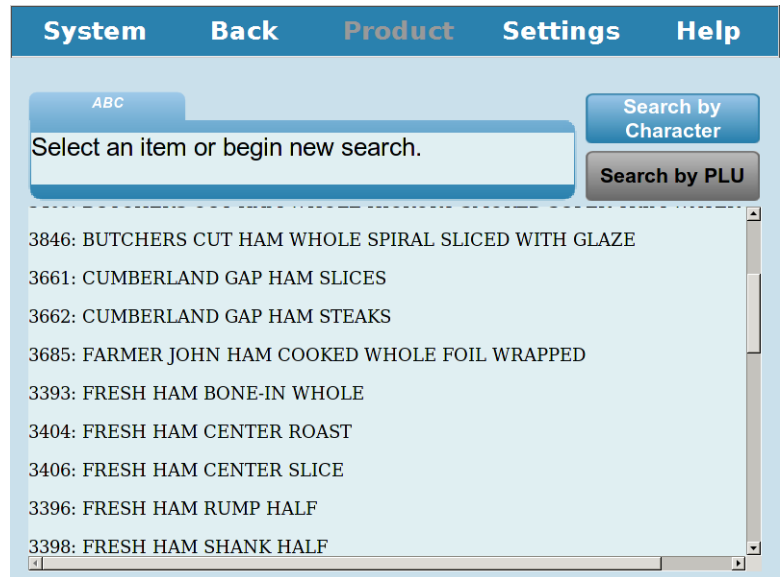 System Back Product Settings Help
ABC
Select an item or begin new search.
Search by
Character
Search by PLU
3846: BUTCHERS CUT HAM WHOLE SPIRAL SLICED WITH GLAZE
3661: CUMBERLAND GAP HAM SLICES
3662: CUMBERLAND GAP HAM STEAKS
3685: FARMER JOHN HAM COOKED WHOLE FOIL WRAPPED
3393: FRESH HAM BONE-IN WHOLE
3404: FRESH HAM CENTER ROAST
3406: FRESH HAM CENTER SLICE
3396: FRESH HAM RUMP HALF
3398: FRESH HAM SHANK HALF